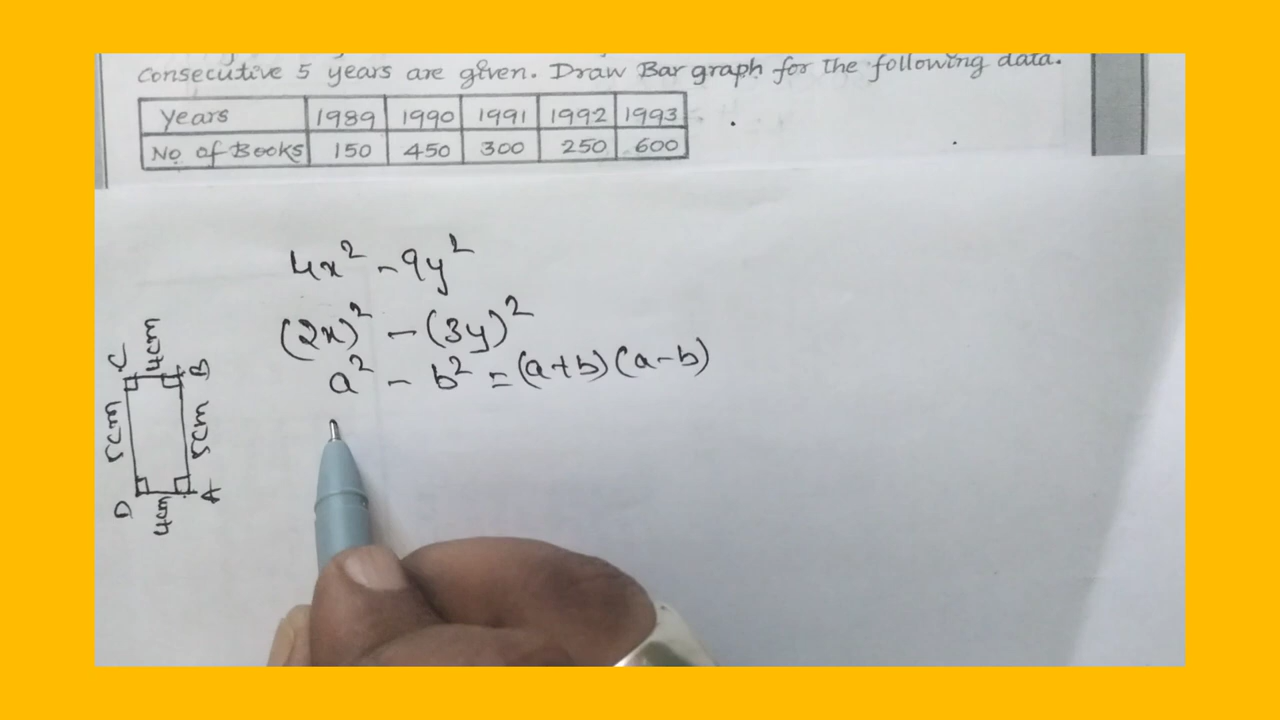 consecutive 5 years are given. Draw Bar graph for the following data.
Years 1989 1990 1991 1992 1993
No of Books 150 450 300 250 600
4x² - 9y²
(2x)² - (3y)²
a² - b² = (a+b)(a-b)
C 4cm B
5cm 5cm
D 4cm A